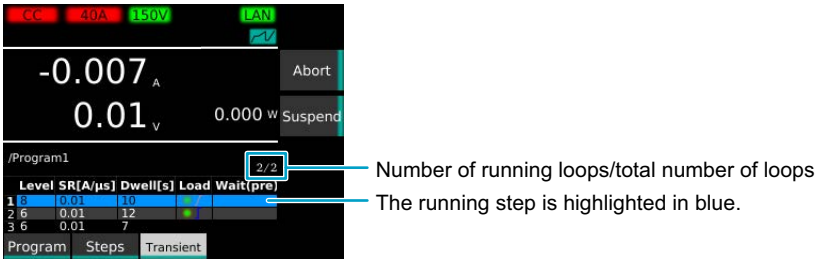 CC 40A 150V LAN
-0.007 A
Abort
0.01 V 0.000 W
Suspend
/Program1
2/2
Number of running loops/total number of loops
Level SR[A/µs] Dwell[s] Load Wait(pre)
1 8 0.01 10
The running step is highlighted in blue.
2 6 0.01 12
3 6 0.01 7
Program Steps Transient